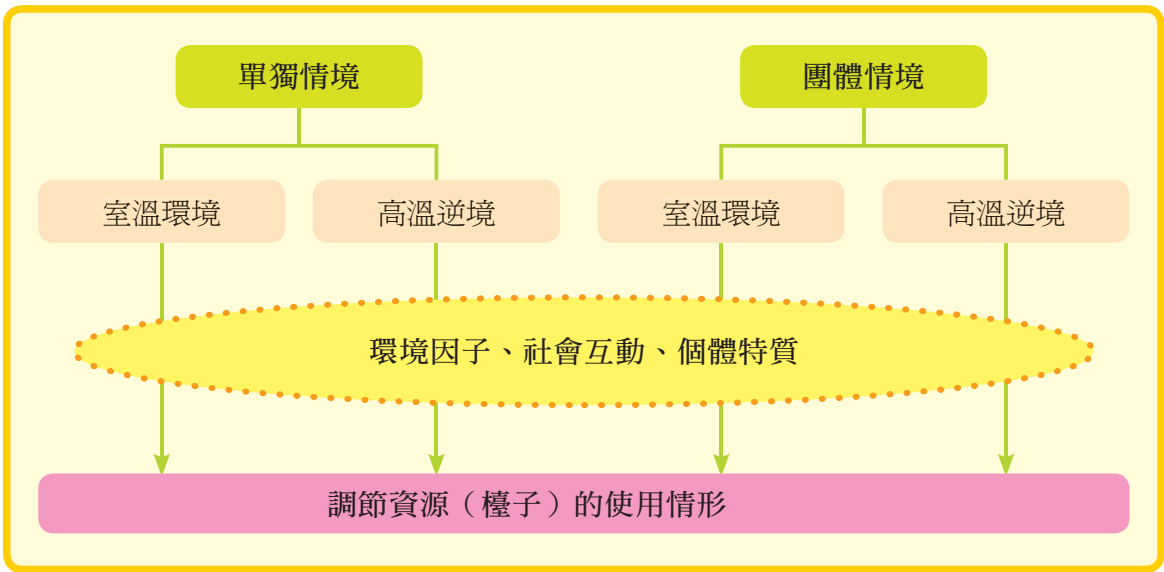 單獨情境
團體情境
室溫環境
高溫逆境
室溫環境
高溫逆境
環境因子、社會互動、個體特質
調節資源（檯子）的使用情形